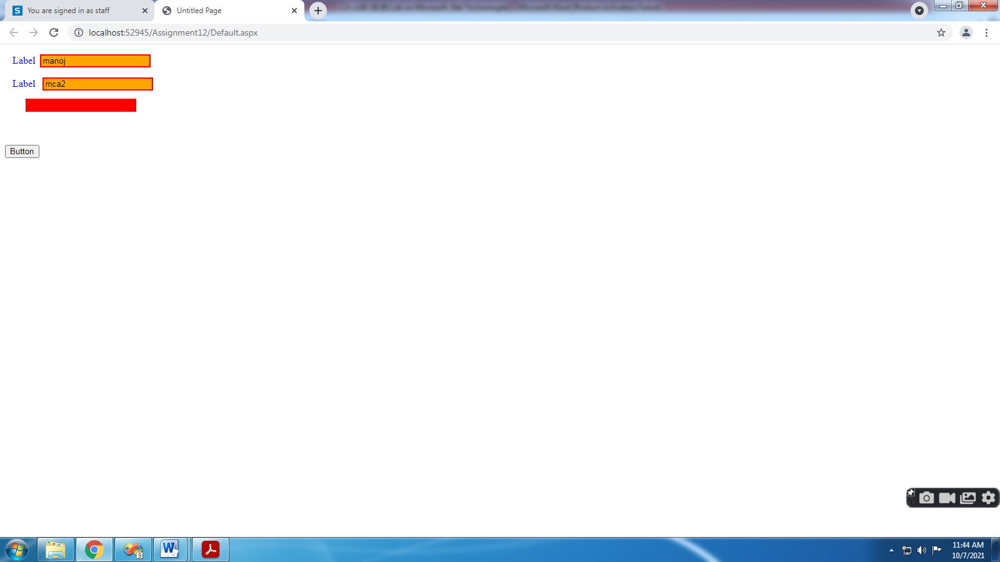 You are signed in as staff
Untitled Page
localhost:52945/Assignment12/Default.aspx
Label manoj
Label mca2
Button
9
11:44 AM
10/7/2021